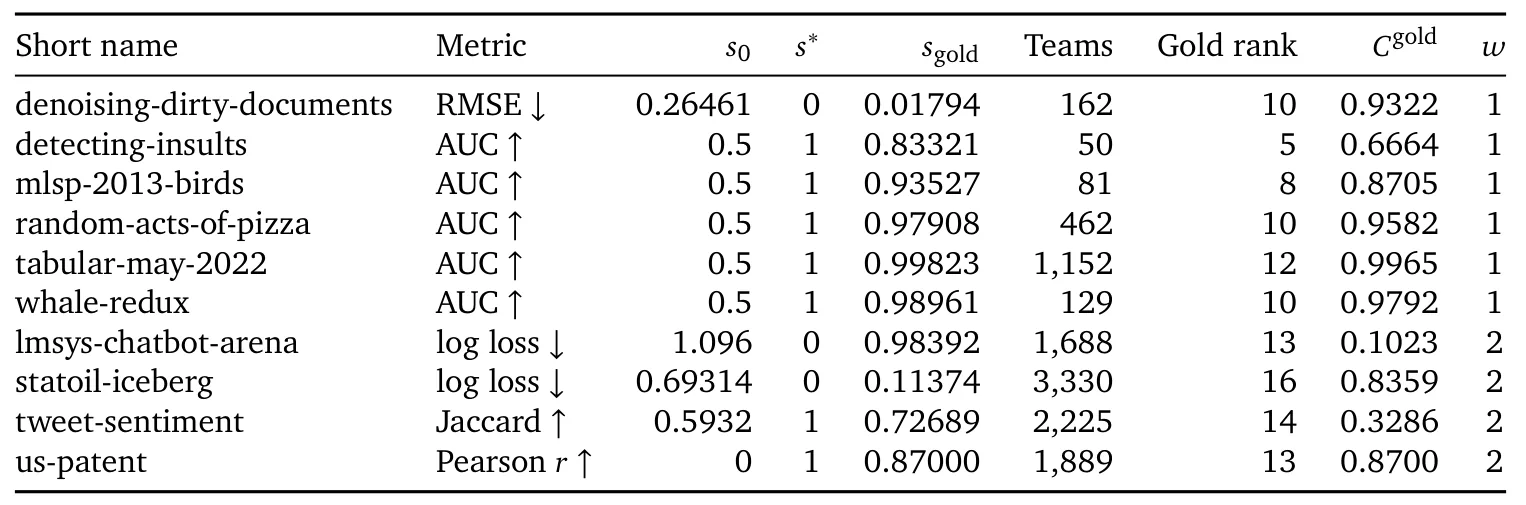 Short name Metric s₀ s* s_gold Teams Gold rank C^gold w
denoising-dirty-documents RMSE ↓ 0.26461 0 0.01794 162 10 0.9322 1
detecting-insults AUC ↑ 0.5 1 0.83321 50 5 0.6664 1
mlsp-2013-birds AUC ↑ 0.5 1 0.93527 81 8 0.8705 1
random-acts-of-pizza AUC ↑ 0.5 1 0.97908 462 10 0.9582 1
tabular-may-2022 AUC ↑ 0.5 1 0.99823 1,152 12 0.9965 1
whale-redux AUC ↑ 0.5 1 0.98961 129 10 0.9792 1
lmsys-chatbot-arena log loss ↓ 1.096 0 0.98392 1,688 13 0.1023 2
statoil-iceberg log loss ↓ 0.69314 0 0.11374 3,330 16 0.8359 2
tweet-sentiment Jaccard ↑ 0.5932 1 0.72689 2,225 14 0.3286 2
us-patent Pearson r ↑ 0 1 0.87000 1,889 13 0.8700 2